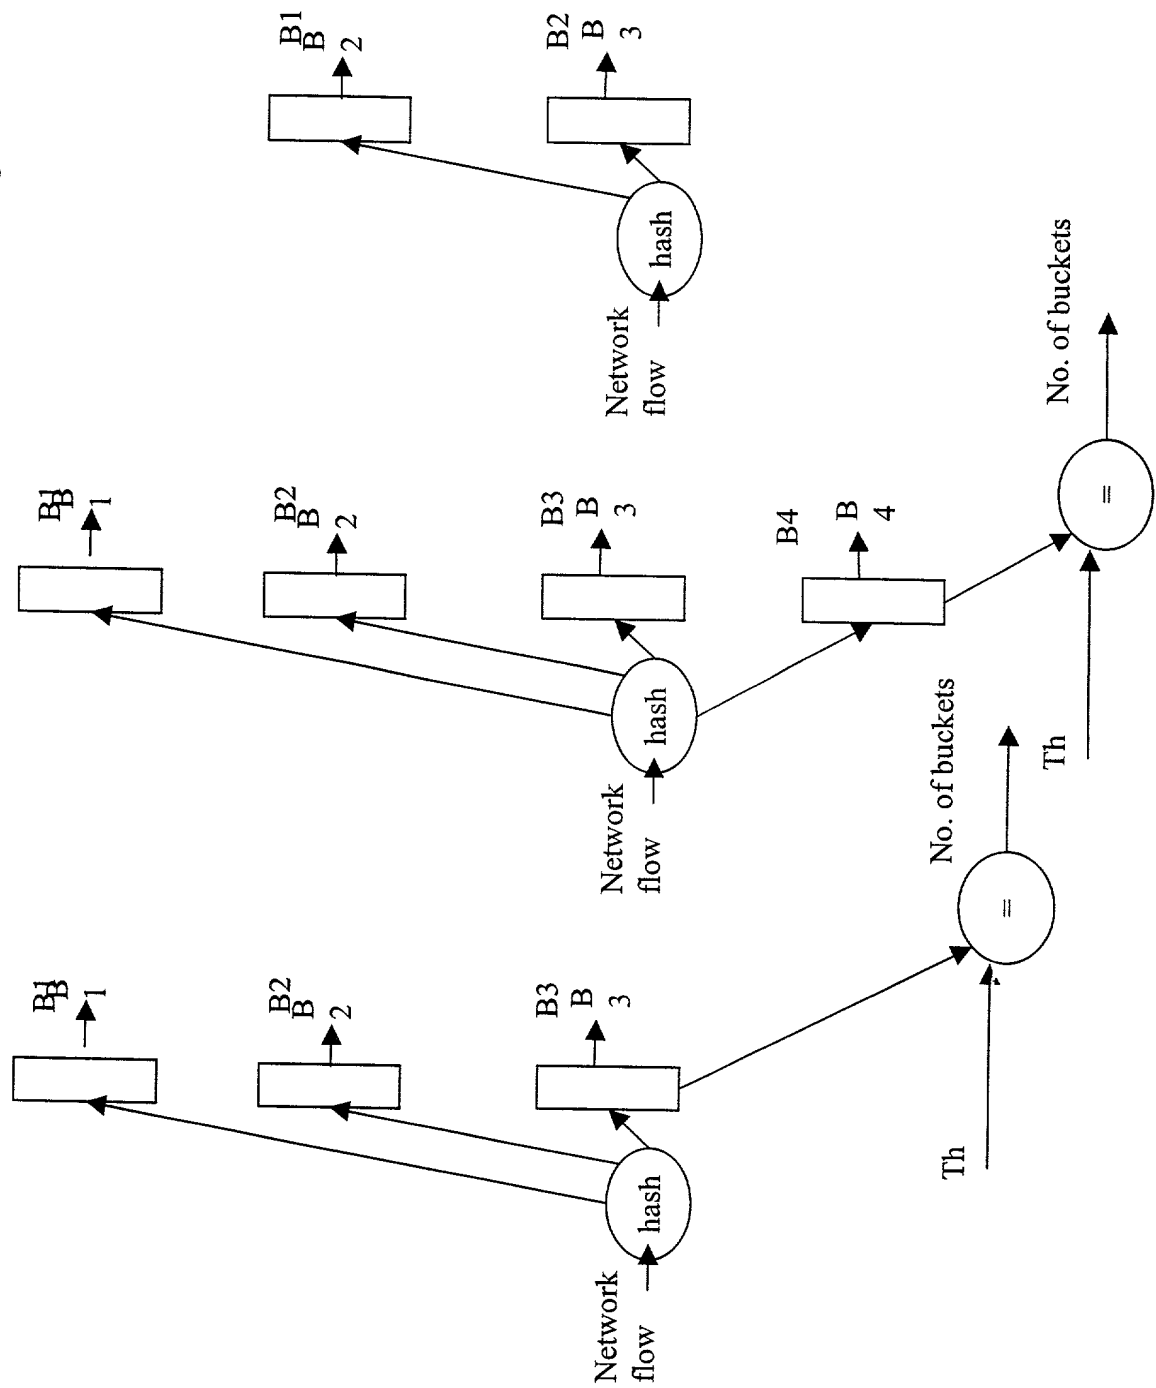 B1
B
1
B2
B
2
B3
B
3
hash
Network
flow
Th
=
No. of buckets
B1
B
1
B2
B
2
B3
B
3
B4
B
4
hash
Network
flow
Th
=
No. of buckets
B1
B
2
B2
B
3
hash
Network
flow